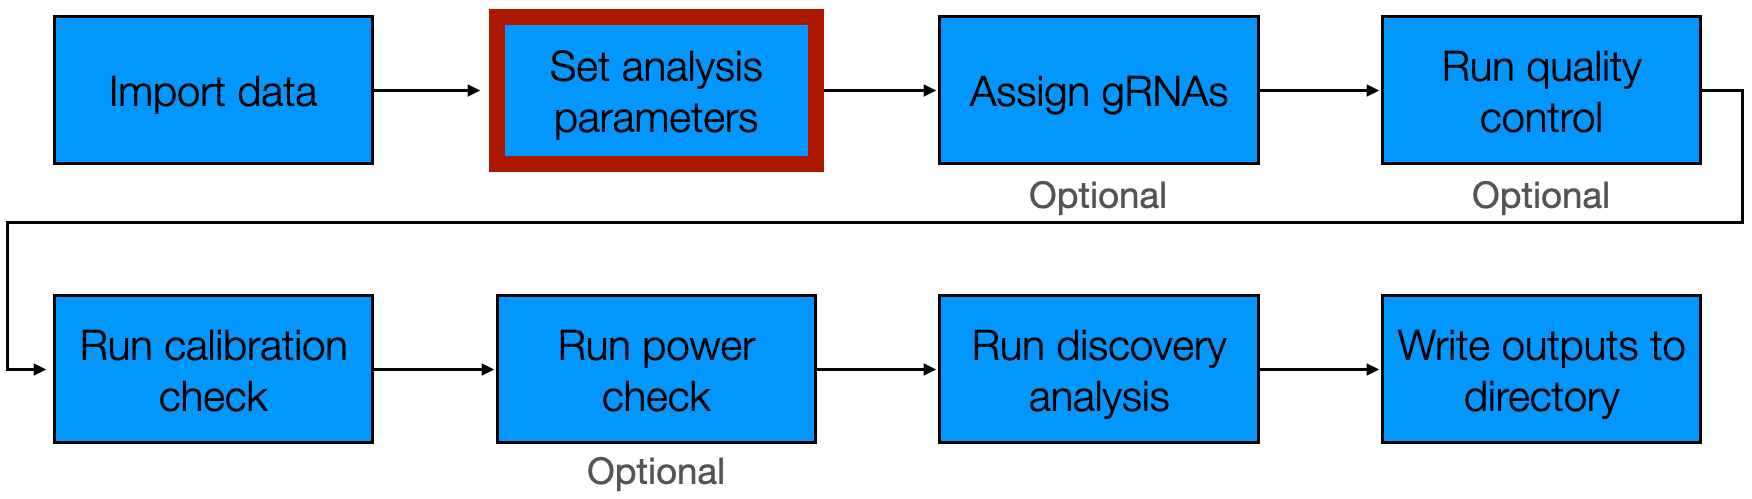 Import data
Set analysis
parameters
Assign gRNAs
Run quality
control
Optional
Optional
Run calibration
check
Run power
check
Run discovery
analysis
Write outputs to
directory
Optional